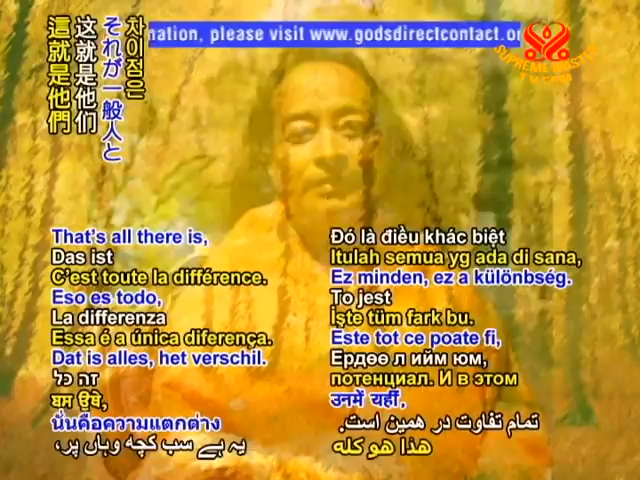 mation, please visit www.godsdirectcontact.or
SUPREME MASTER
차이점은
それが一般人と
这就是他们
這就是他們
That's all there is,
Das ist
C'est toute la différence.
Eso es todo,
La differenza
Essa é a única diferença.
Dat is alles, het verschil.
זה כל
ਬਸ ਉਥੇ,
นั่นคือความแตกต่าง
یہ ہے سب کچھ وہاں پر،
Đó là điều khác biệt
Itulah semua yg ada di sana,
Ez minden, ez a különbség.
To jest
İşte tüm fark bu.
Este tot ce poate fi,
Ердөө л ийм юм,
потенциал. И в этом
उनमें यहीं,
تمام تفاوت در همین است.
هذا هو كله